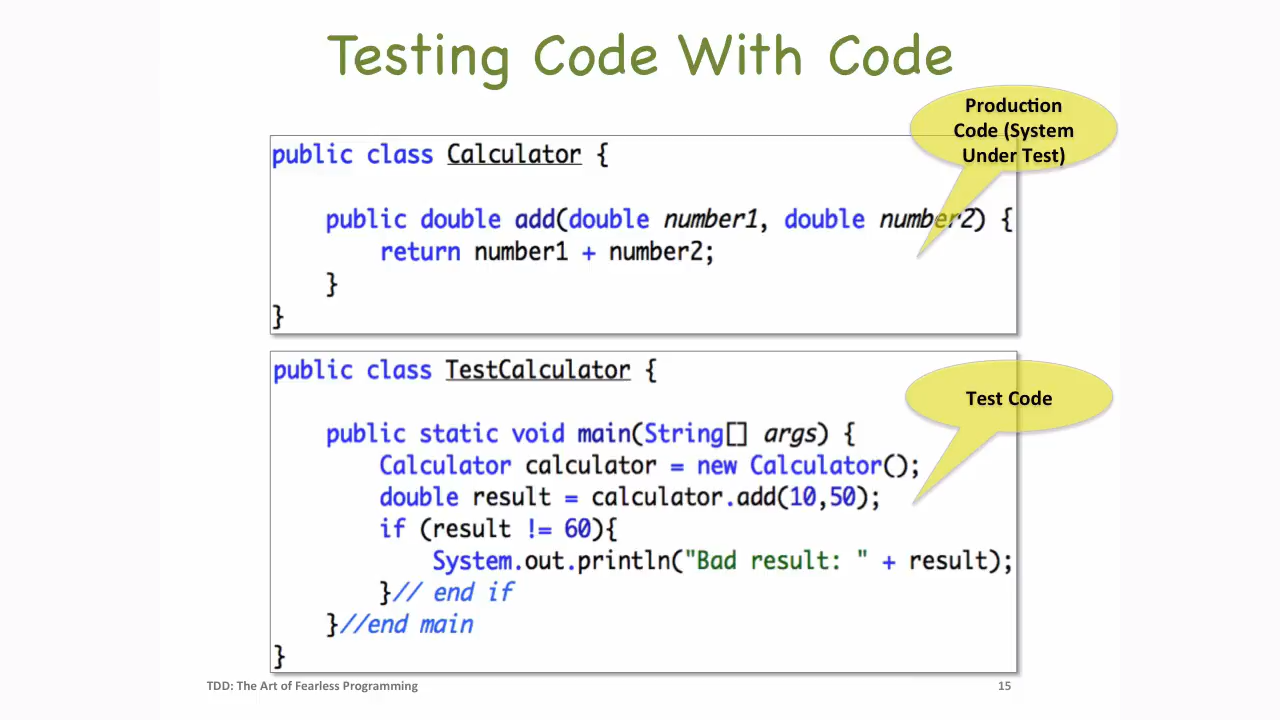 Testing Code With Code
Production
Code (System
Under Test)
public class Calculator {
    public double add(double number1, double number2) {
        return number1 + number2;
    }
}
public class TestCalculator {
Test Code
    public static void main(String[] args) {
        Calculator calculator = new Calculator();
        double result = calculator.add(10,50);
        if (result != 60){
            System.out.println("Bad result: " + result);
        }// end if
    }//end main
}
TDD: The Art of Fearless Programming
15